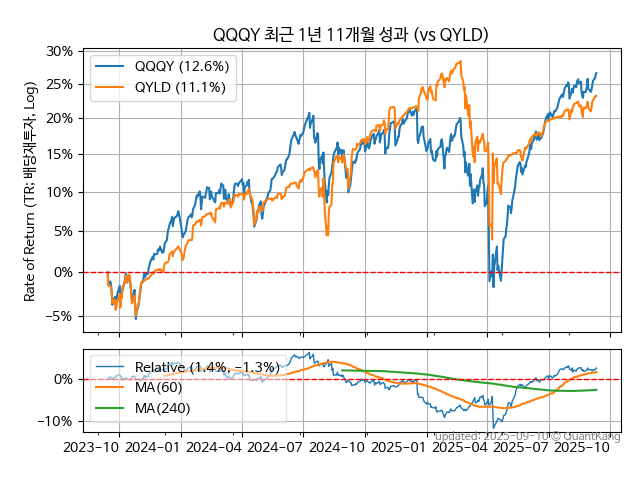 QQQY 최근 1년 11개월 성과 (vs QYLD)
30%
25%
20%
15%
10%
5%
0%
−5%
Rate of Return (TR: 배당재투자, Log)
QQQY (12.6%)
QYLD (11.1%)
0%
−10%
Relative (1.4%, −1.3%)
MA(60)
MA(240)
2023-10 2024-01 2024-04 2024-07 2024-10 2025-01 2025-04 2025-07 2025-10
updated: 2025-09-10 © QuantKang